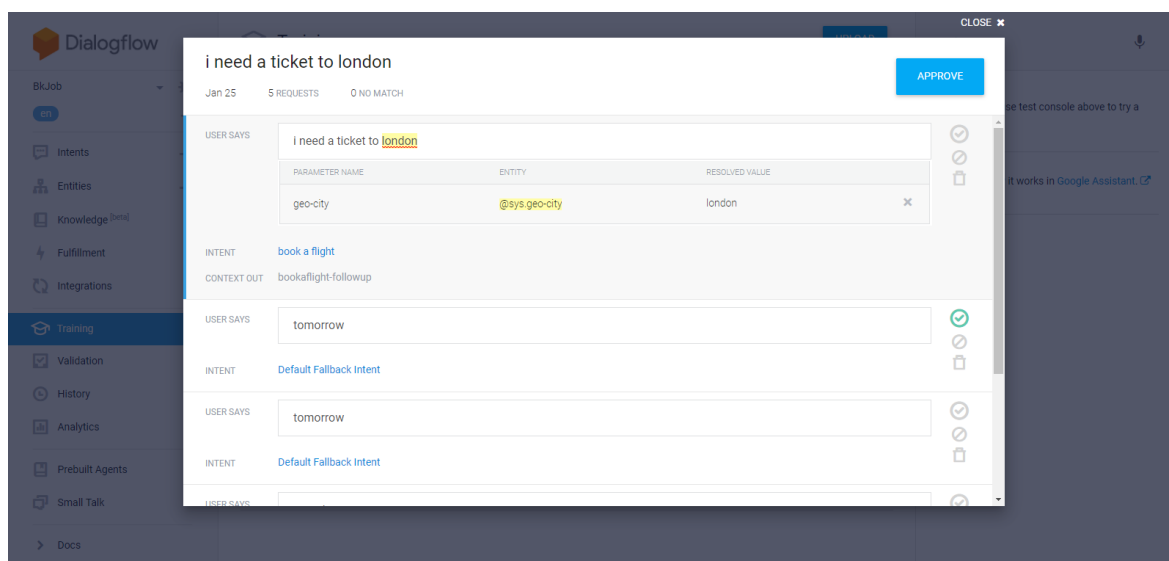 CLOSE ✖
Dialogflow
i need a ticket to london
APPROVE
Jan 25 5 REQUESTS 0 NO MATCH
BkJob
en
Intents
Entities
Knowledge [beta]
Fulfillment
Integrations
Training
Validation
History
Analytics
Prebuilt Agents
Small Talk
Docs
USER SAYS i need a ticket to london
PARAMETER NAME ENTITY RESOLVED VALUE
geo-city @sys.geo-city london ×
INTENT book a flight
CONTEXT OUT bookaflight-followup
USER SAYS tomorrow
INTENT Default Fallback Intent
USER SAYS tomorrow
INTENT Default Fallback Intent
USER SAYS
se test console above to try a
it works in Google Assistant.